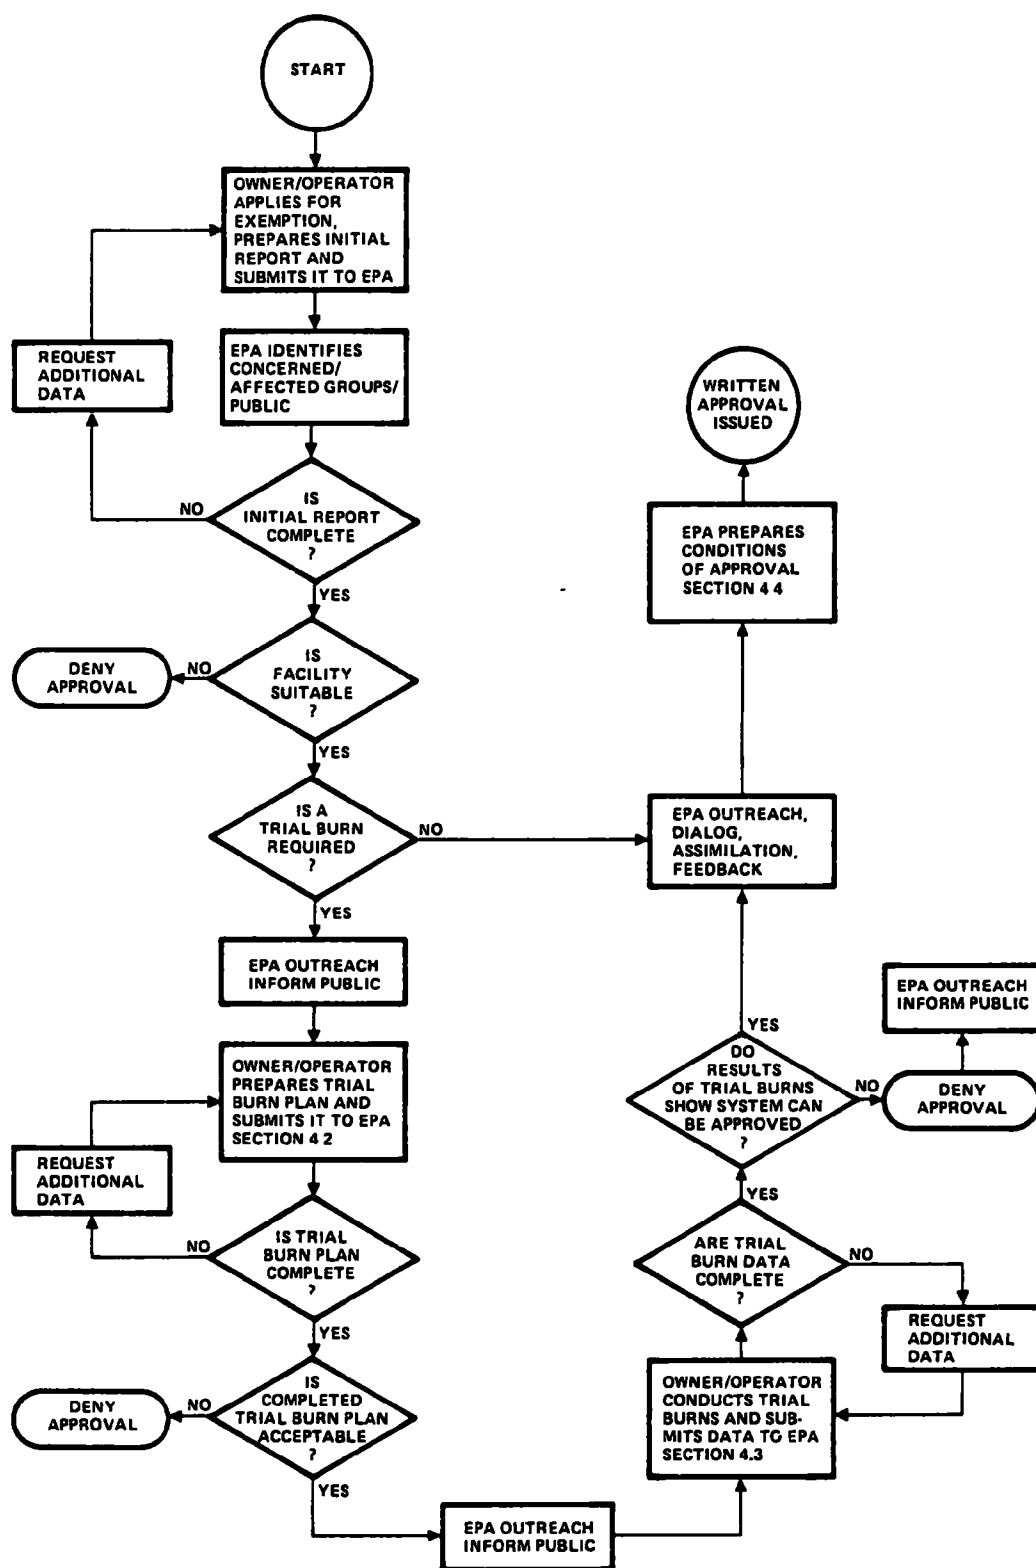 START
OWNER/OPERATOR
APPLIES FOR
EXEMPTION,
PREPARES INITIAL
REPORT AND
SUBMITS IT TO EPA
EPA IDENTIFIES
CONCERNED/
AFFECTED GROUPS/
PUBLIC
REQUEST
ADDITIONAL
DATA
IS
INITIAL REPORT
COMPLETE
?
NO
YES
IS
FACILITY
SUITABLE
?
NO
DENY
APPROVAL
YES
IS A
TRIAL BURN
REQUIRED
?
NO
YES
EPA OUTREACH
INFORM PUBLIC
OWNER/OPERATOR
PREPARES TRIAL
BURN PLAN AND
SUBMITS IT TO EPA
SECTION 4 2
REQUEST
ADDITIONAL
DATA
IS TRIAL
BURN PLAN
COMPLETE
?
NO
YES
IS
COMPLETED
TRIAL BURN PLAN
ACCEPTABLE
?
NO
DENY
APPROVAL
YES
EPA OUTREACH
INFORM PUBLIC
OWNER/OPERATOR
CONDUCTS TRIAL
BURNS AND SUB-
MITS DATA TO EPA
SECTION 4.3
ARE TRIAL
BURN DATA
COMPLETE
?
NO
REQUEST
ADDITIONAL
DATA
YES
DO
RESULTS
OF TRIAL BURNS
SHOW SYSTEM CAN
BE APPROVED
?
NO
DENY
APPROVAL
EPA OUTREACH
INFORM PUBLIC
YES
EPA OUTREACH,
DIALOG,
ASSIMILATION,
FEEDBACK
EPA PREPARES
CONDITIONS
OF APPROVAL
SECTION 4 4
WRITTEN
APPROVAL
ISSUED